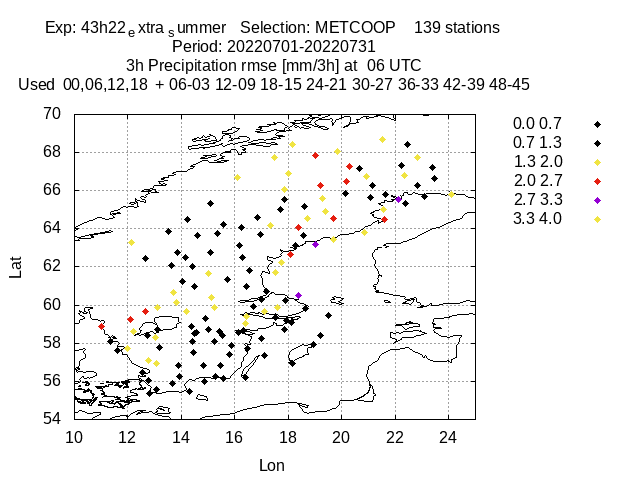 Exp: 43h22ₑxtraₛummer   Selection: METCOOP    139 stations
Period: 20220701-20220731
3h Precipitation rmse [mm/3h] at  06 UTC
Used  00,06,12,18  + 06-03 12-09 18-15 24-21 30-27 36-33 42-39 48-45
70
68
66
64
62
60
58
56
54
Lat
10 12 14 16 18 20 22 24
Lon
0.0 0.7
0.7 1.3
1.3 2.0
2.0 2.7
2.7 3.3
3.3 4.0